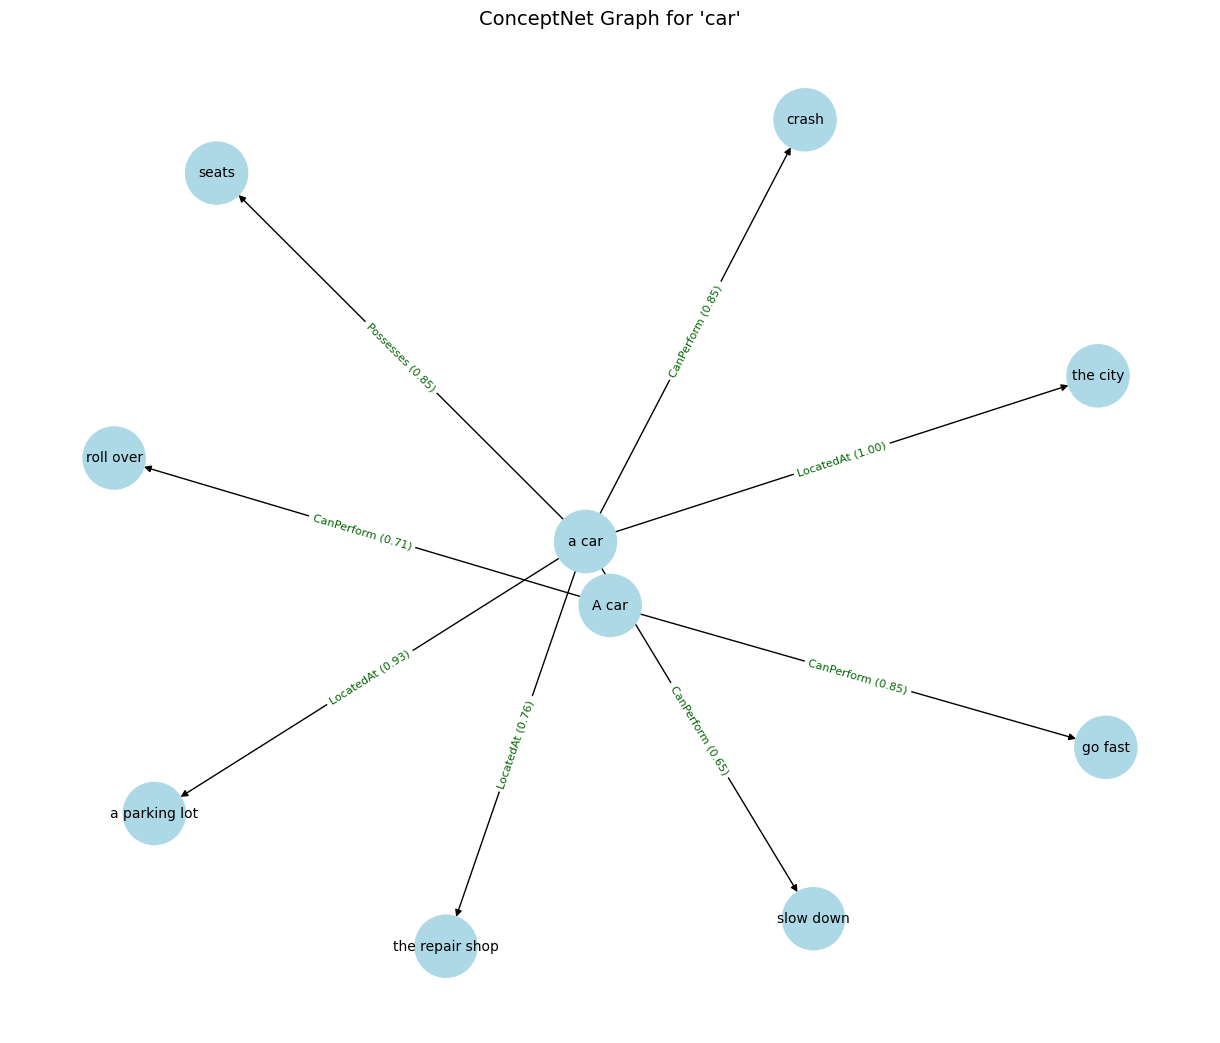 ConceptNet Graph for 'car'
crash
seats
CanPerform (0.85)
Possesses (0.85)
the city
LocatedAt (1.00)
roll over
CanPerform (0.71)
a car
A car
LocatedAt (0.93)
CanPerform (0.85)
LocatedAt (0.76)
CanPerform (0.65)
go fast
a parking lot
slow down
the repair shop